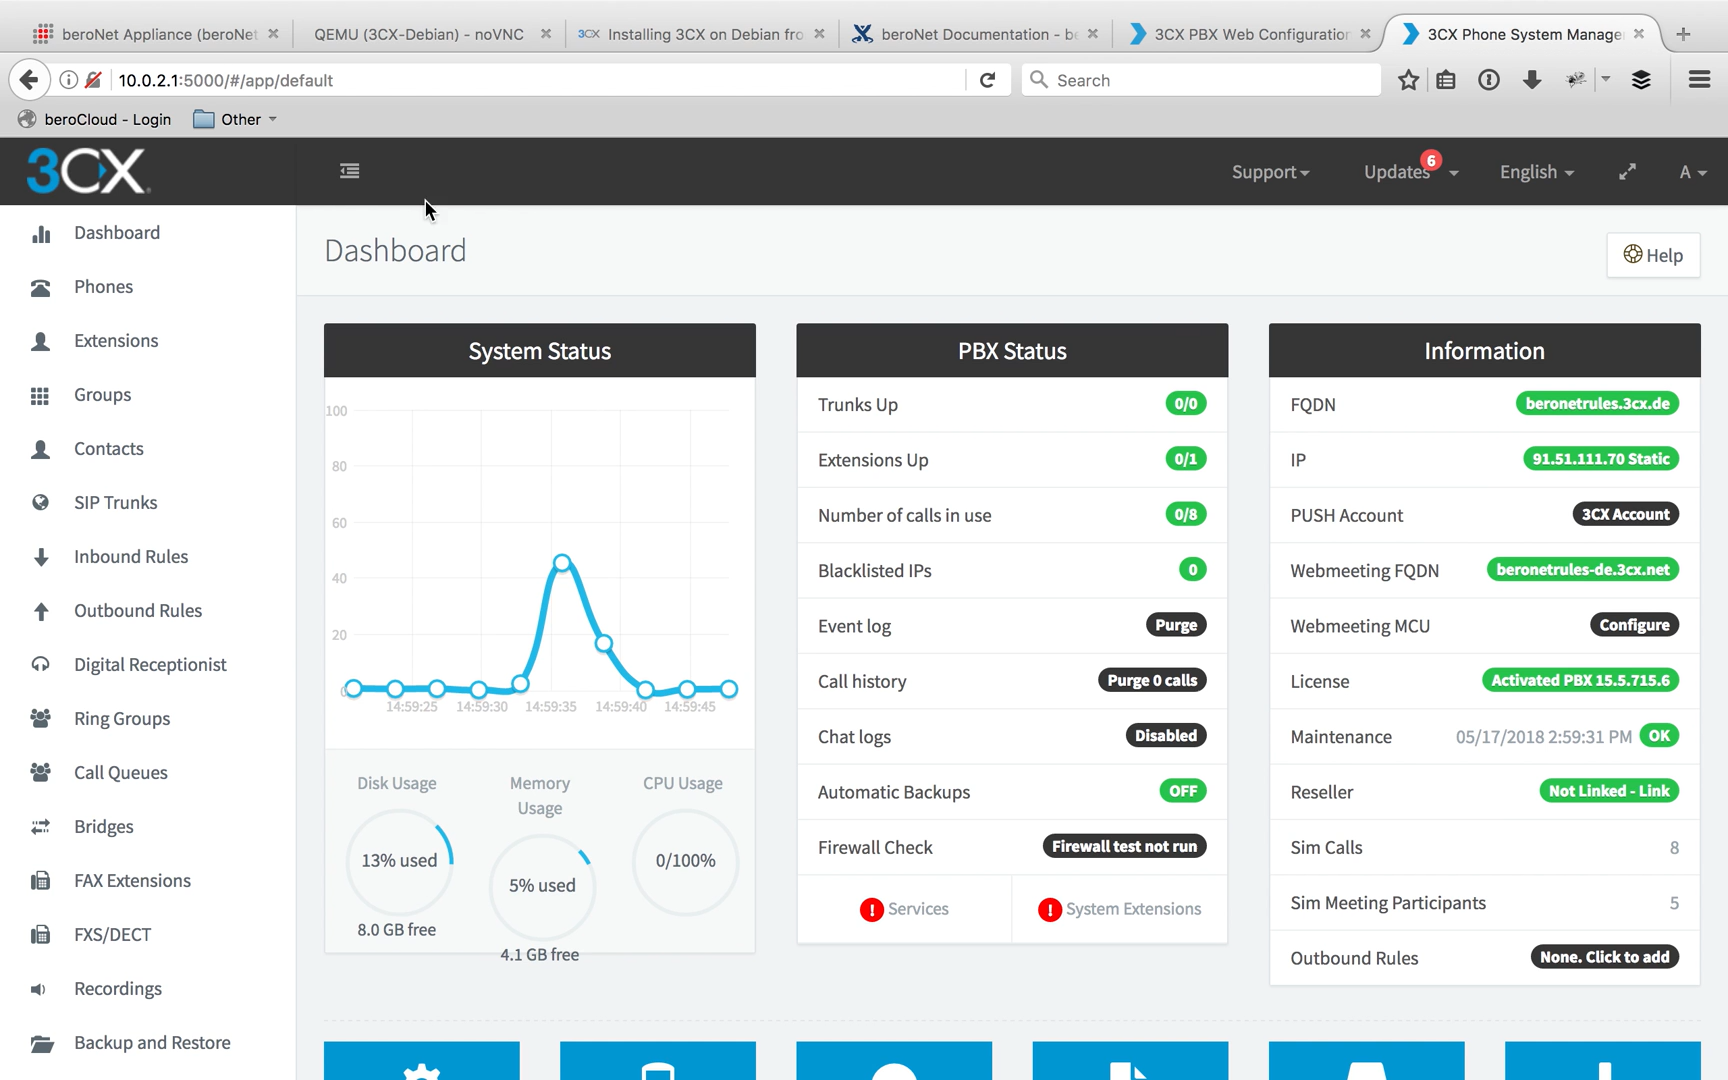 beroNet Appliance (beroNet
QEMU (3CX-Debian) - noVNC
3CX Installing 3CX on Debian fro
beroNet Documentation - be
3CX PBX Web Configuration
3CX Phone System Manage
10.0.2.1:5000/#/app/default
Search
beroCloud - Login
Other
3CX
Support
Updates
6
English
A
Dashboard
Phones
Extensions
Groups
Contacts
SIP Trunks
Inbound Rules
Outbound Rules
Digital Receptionist
Ring Groups
Call Queues
Bridges
FAX Extensions
FXS/DECT
Recordings
Backup and Restore
Dashboard
Help
System Status
100
80
60
40
20
0
14:59:25 14:59:30 14:59:35 14:59:40 14:59:45
Disk Usage
13% used
8.0 GB free
Memory
Usage
5% used
4.1 GB free
CPU Usage
0/100%
PBX Status
Trunks Up 0/0
Extensions Up 0/1
Number of calls in use 0/8
Blacklisted IPs 0
Event log Purge
Call history Purge 0 calls
Chat logs Disabled
Automatic Backups OFF
Firewall Check Firewall test not run
! Services
! System Extensions
Information
FQDN beronetrules.3cx.de
IP 91.51.111.70 Static
PUSH Account 3CX Account
Webmeeting FQDN beronetrules-de.3cx.net
Webmeeting MCU Configure
License Activated PBX 15.5.715.6
Maintenance 05/17/2018 2:59:31 PM OK
Reseller Not Linked - Link
Sim Calls 8
Sim Meeting Participants 5
Outbound Rules None. Click to add